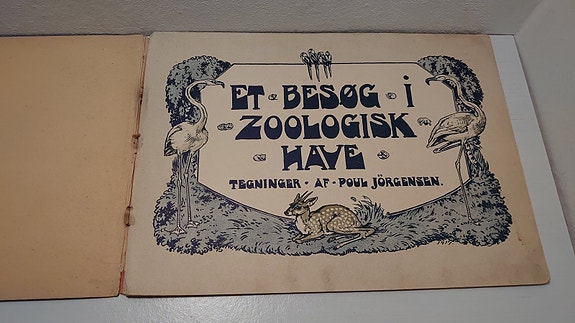 ET · BESØG · I
ZOOLOGISK
HAVE
TEGNINGER · AF · POUL JÖRGENSEN.